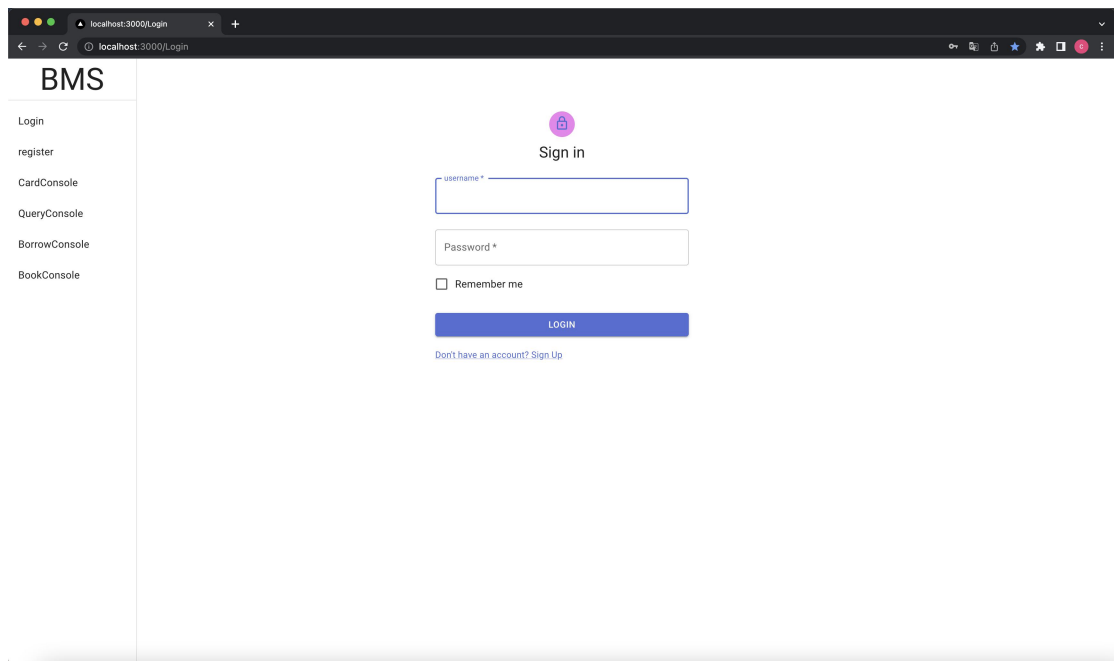 localhost:3000/Login
localhost:3000/Login
BMS
Login
register
CardConsole
QueryConsole
BorrowConsole
BookConsole
Sign in
username *
Password *
Remember me
LOGIN
Don't have an account? Sign Up